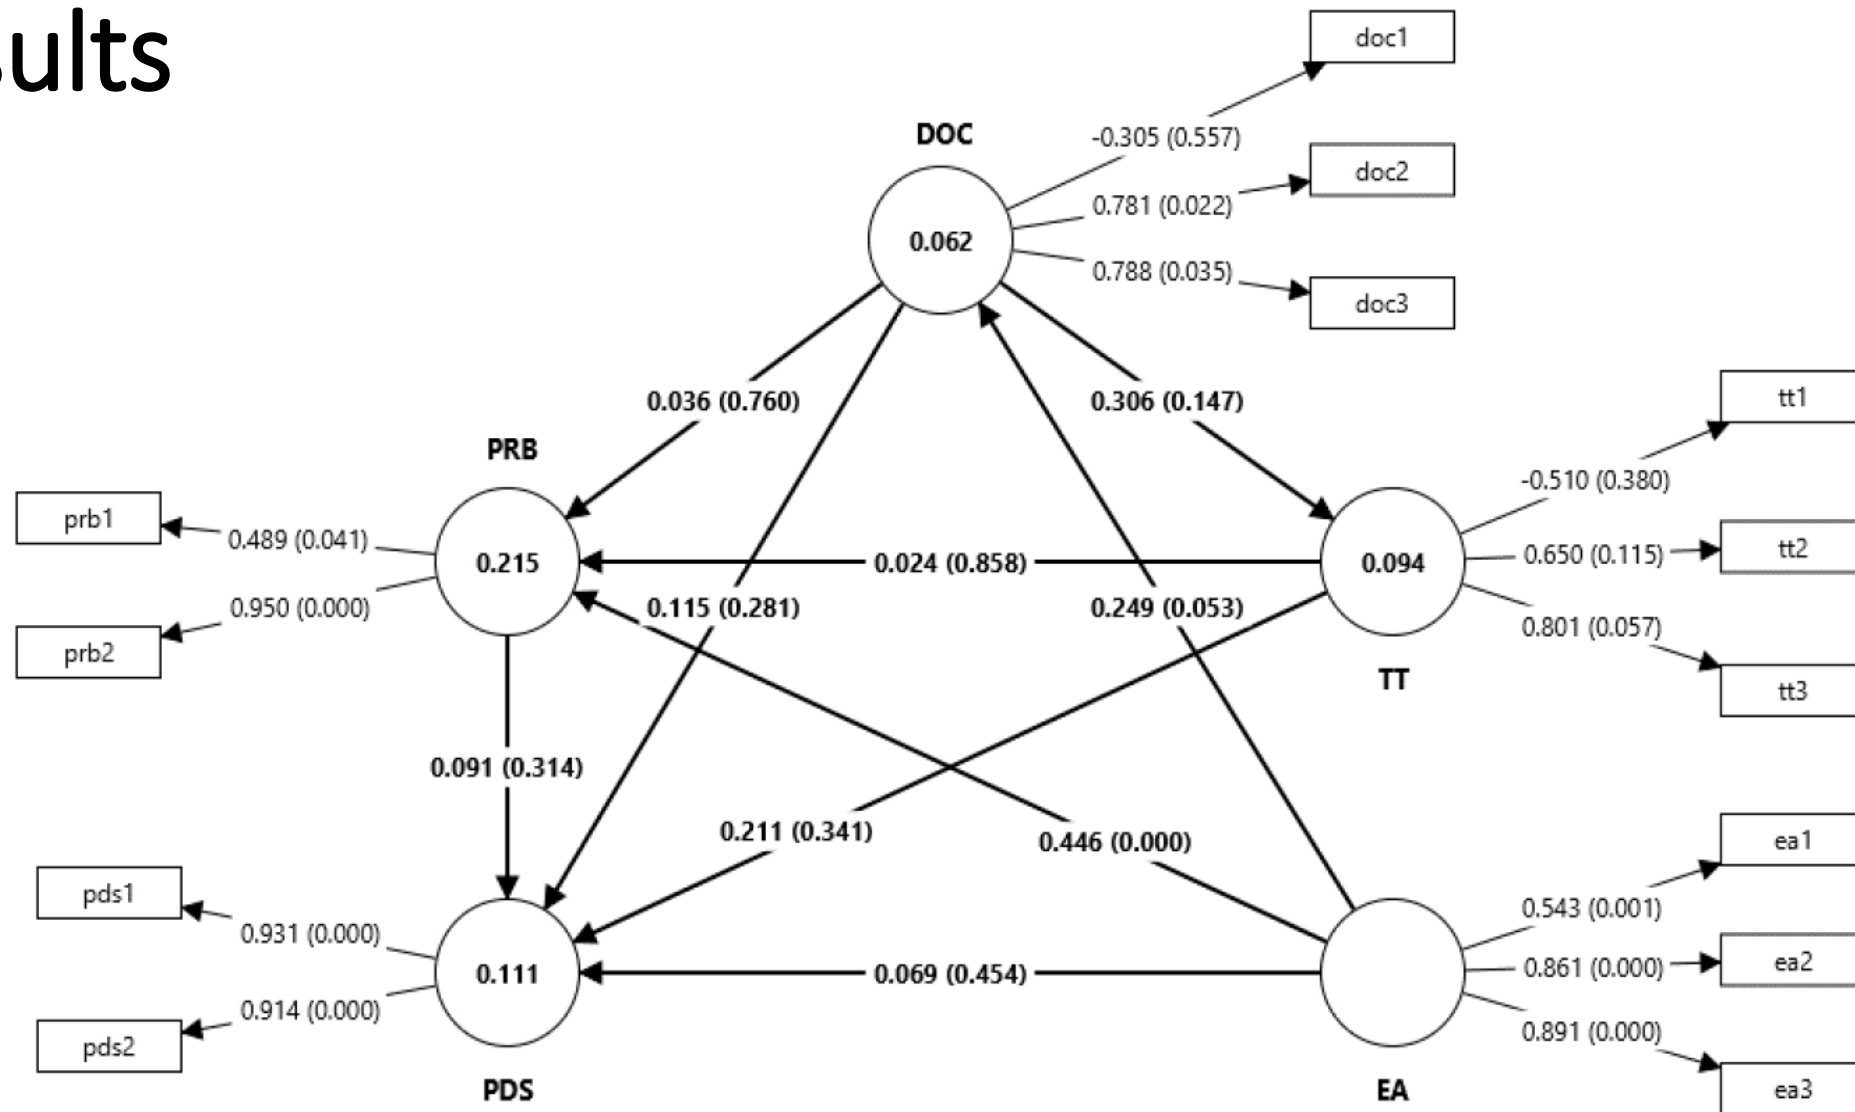 sults
doc1
DOC
-0.305 (0.557)
doc2
0.781 (0.022)
0.062
0.788 (0.035)
doc3
0.036 (0.760)
0.306 (0.147)
tt1
PRB
-0.510 (0.380)
prb1
0.489 (0.041)
0.215
0.024 (0.858)
0.094
0.650 (0.115)
tt2
0.950 (0.000)
0.115 (0.281)
0.249 (0.053)
0.801 (0.057)
prb2
TT
tt3
0.091 (0.314)
0.211 (0.341)
0.446 (0.000)
ea1
pds1
0.931 (0.000)
0.543 (0.001)
0.111
0.069 (0.454)
0.861 (0.000)
ea2
0.914 (0.000)
0.891 (0.000)
pds2
PDS
EA
ea3